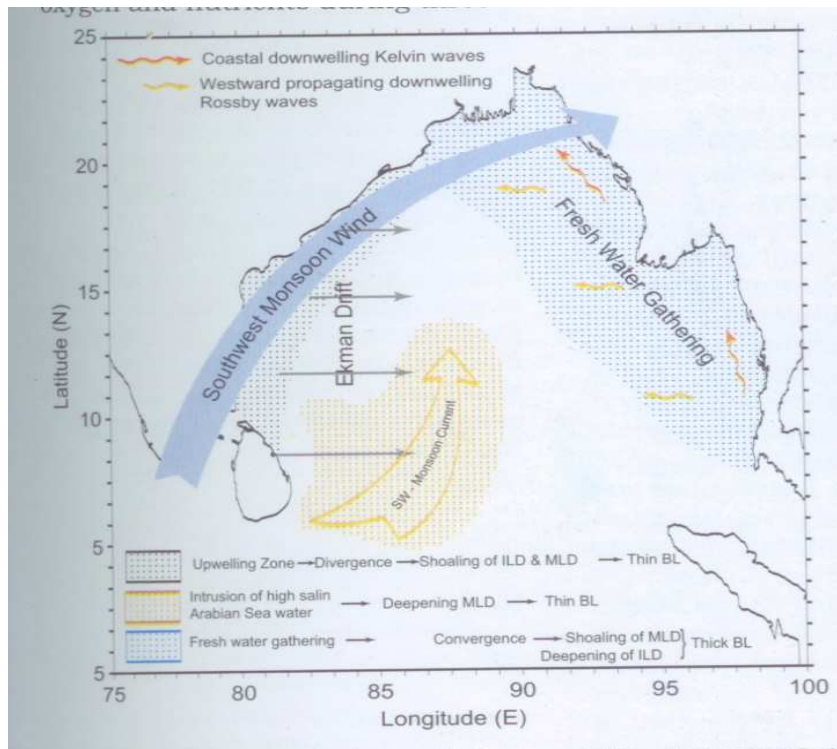 oxygen and nutrients during
25
20
15
10
5
5
Latitude (N)
Coastal downwelling Kelvin waves
Westward propagating downwelling
Rossby waves
Southwest Monsoon Wind
Ekman Drift
Fresh Water Gathering
SW - Monsoon Current
Upwelling Zone Divergence Shoaling of ILD & MLD Thin BL
Intrusion of high salin
Arabian Sea water
Deepening MLD Thin BL
Fresh water gathering Convergence Shoaling of MLD
Deepening of ILD
Thick BL
75 80 85 90 95 100
Longitude (E)